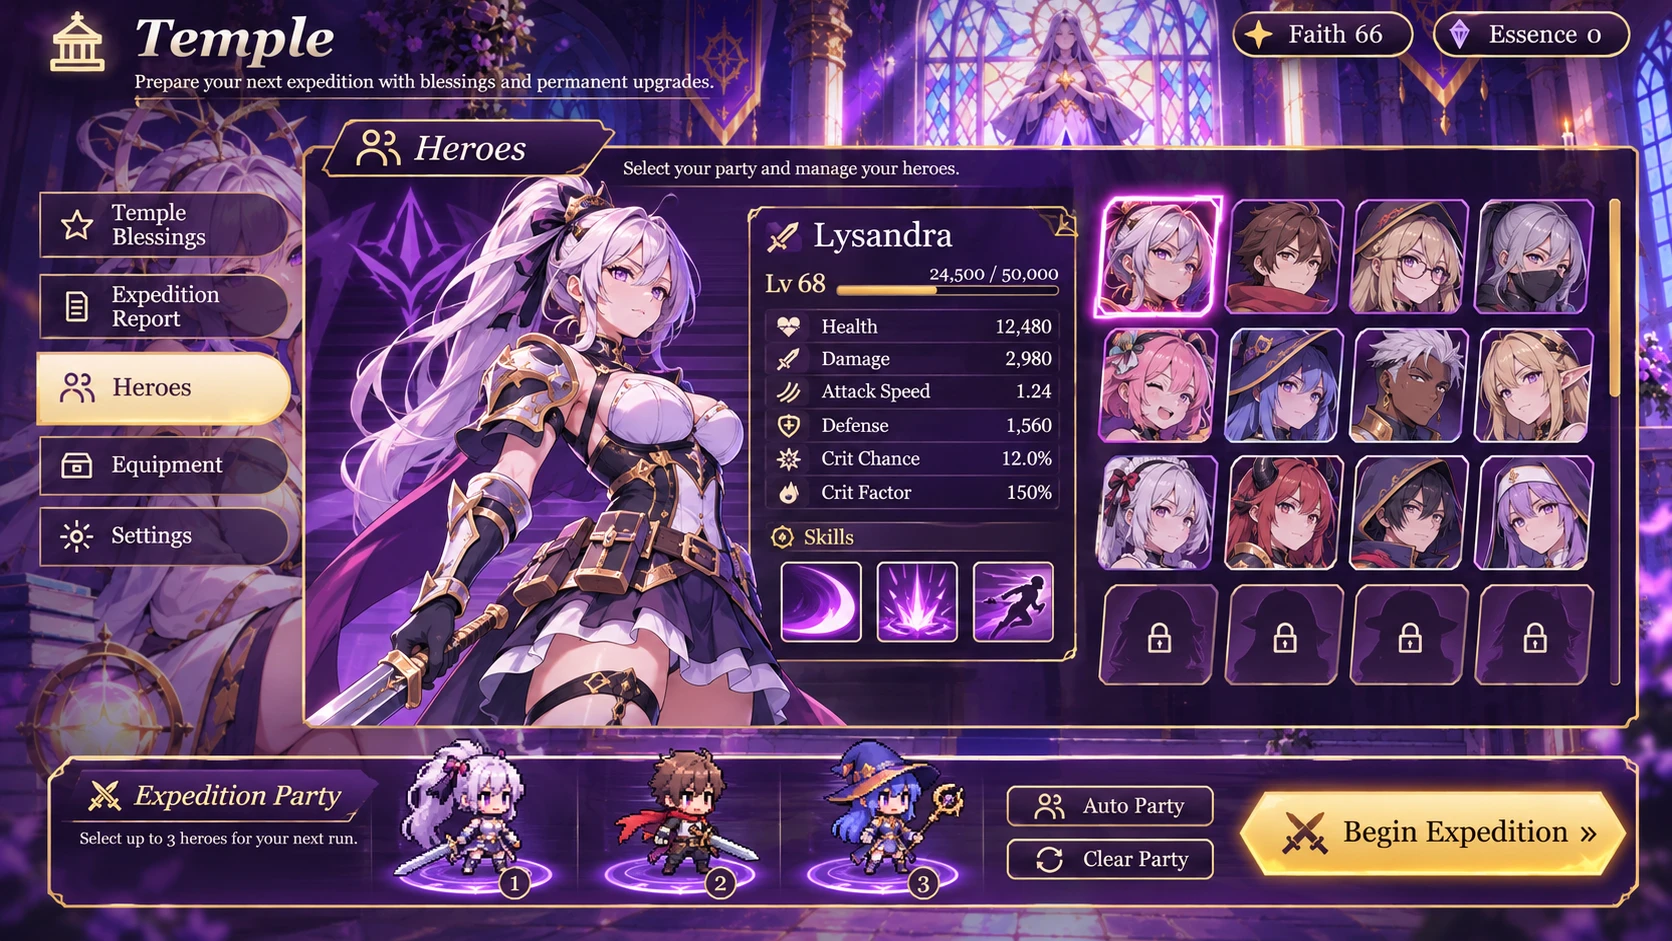 Temple
Prepare your next expedition with blessings and permanent upgrades.
Faith 66
Essence 0
Heroes
Select your party and manage your heroes.
Temple
Blessings
Expedition
Report
Heroes
Equipment
Settings
Lysandra
Lv 68
24,500 / 50,000
Health 12,480
Damage 2,980
Attack Speed 1.24
Defense 1,560
Crit Chance 12.0%
Crit Factor 150%
Skills
Expedition Party
Select up to 3 heroes for your next run.
1
2
3
Auto Party
Clear Party
Begin Expedition »